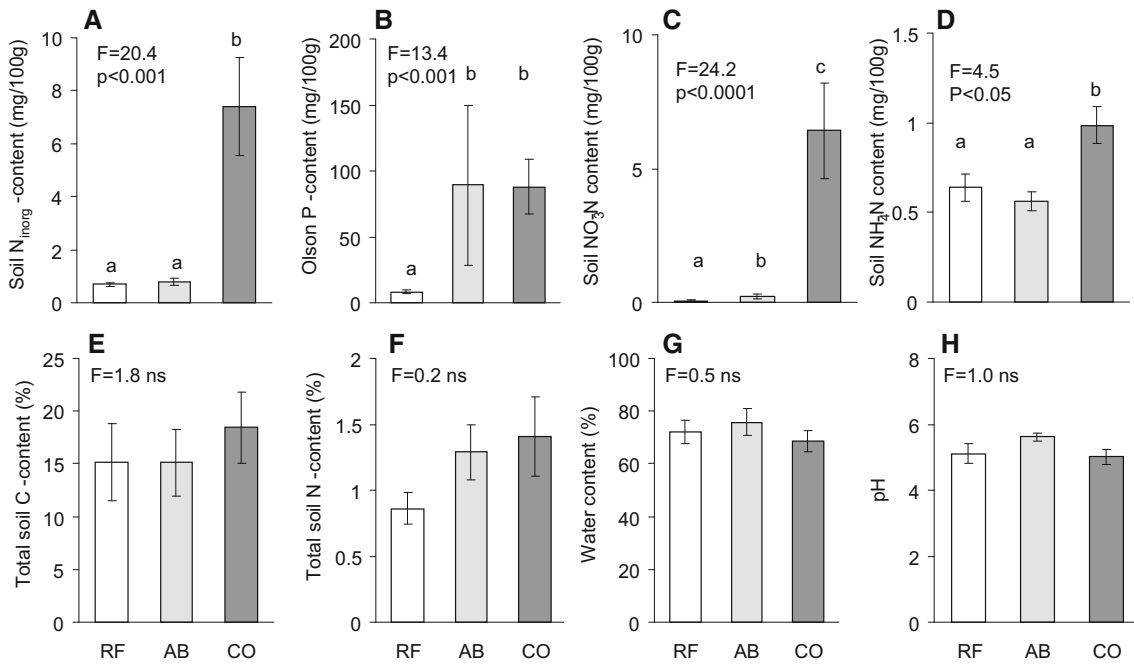 A
Soil N inorg -content (mg/100g)
F=20.4
p<0.001
10
8
6
4
2
0
a
a
b
B
Olson P -content (mg/100g)
F=13.4
p<0.001
200
150
100
50
0
a
b
b
C
Soil NO3N content (mg/100g)
F=24.2
p<0.0001
10
5
0
a
b
c
D
Soil NH4N content (mg/100g)
F=4.5
P<0.05
1.5
1
0.5
0
a
a
b
E
Total soil C -content (%)
F=1.8 ns
25
20
15
10
5
0
RF AB CO
F
Total soil N -content (%)
F=0.2 ns
2
1.5
1
0.5
0
RF AB CO
G
Water content (%)
F=0.5 ns
100
80
60
40
20
0
RF AB CO
H
pH
F=1.0 ns
8
6
4
2
0
RF AB CO